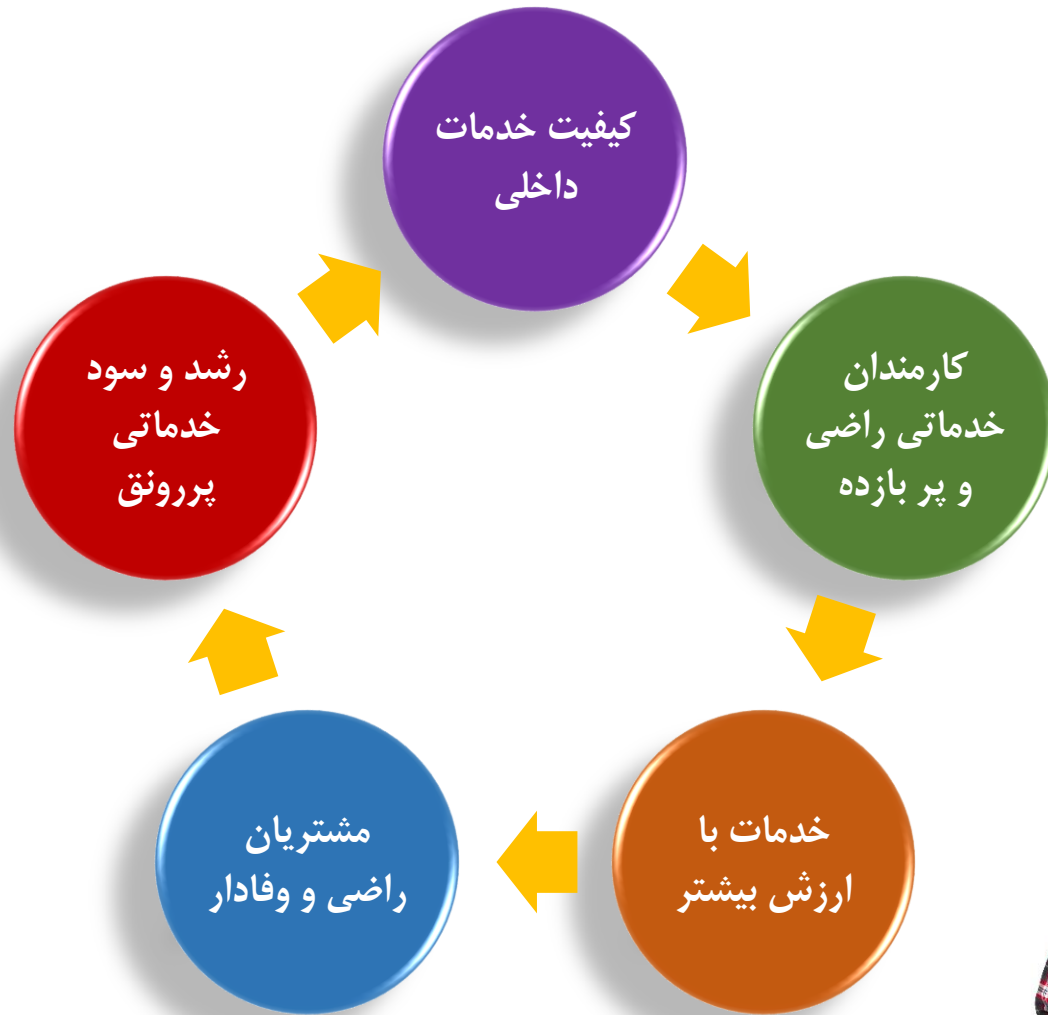 کیفیت خدمات
داخلی
کارمندان
خدماتی راضی
و پر بازده
خدمات با
ارزش بیشتر
مشتریان
راضی و وفادار
رشد و سود
خدماتی
پررونق